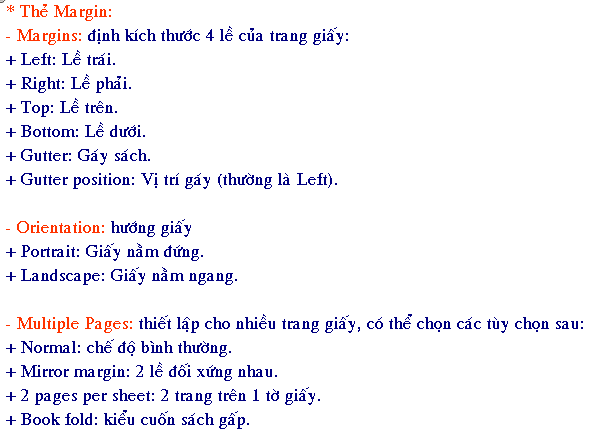 * Thẻ Margin:
- Margins: định kích thước 4 lề của trang giấy:
+ Left: Lề trái.
+ Right: Lề phải.
+ Top: Lề trên.
+ Bottom: Lề dưới.
+ Gutter: Gáy sách.
+ Gutter position: Vị trí gáy (thường là Left).
- Orientation: hướng giấy
+ Portrait: Giấy nằm đứng.
+ Landscape: Giấy nằm ngang.
- Multiple Pages: thiết lập cho nhiều trang giấy, có thể chọn các tùy chọn sau:
+ Normal: chế độ bình thường.
+ Mirror margin: 2 lề đối xứng nhau.
+ 2 pages per sheet: 2 trang trên 1 tờ giấy.
+ Book fold: kiểu cuốn sách gấp.